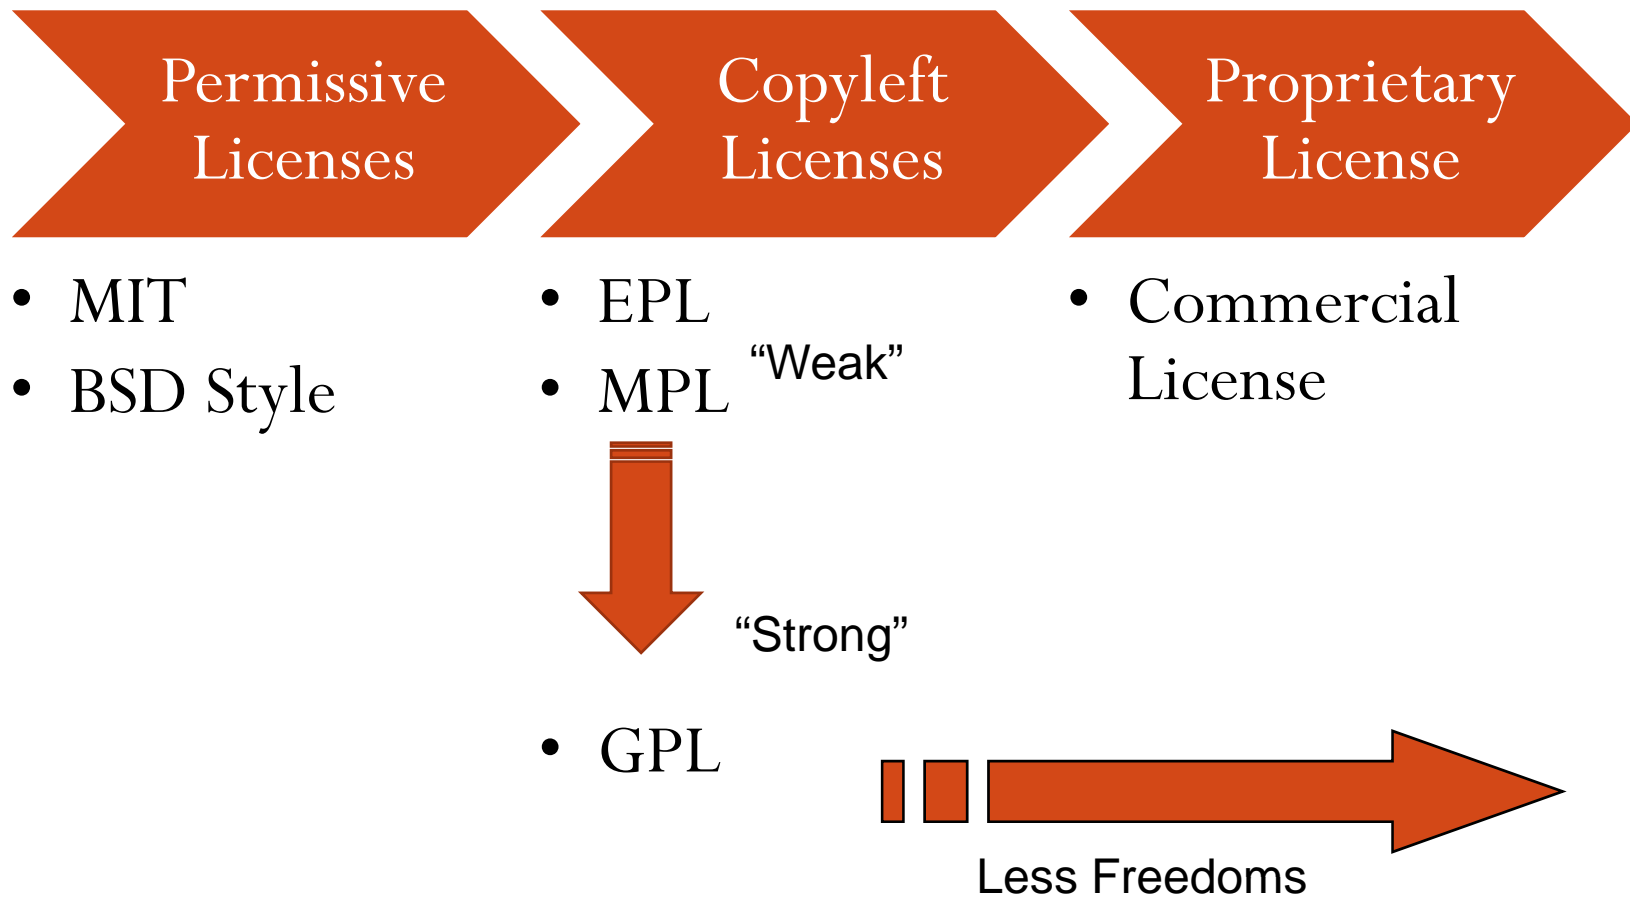 Permissive
Licenses
Copyleft
Licenses
Proprietary
License
• MIT
• BSD Style
• EPL
• MPL
“Weak”
“Strong”
• GPL
• Commercial
License
Less Freedoms